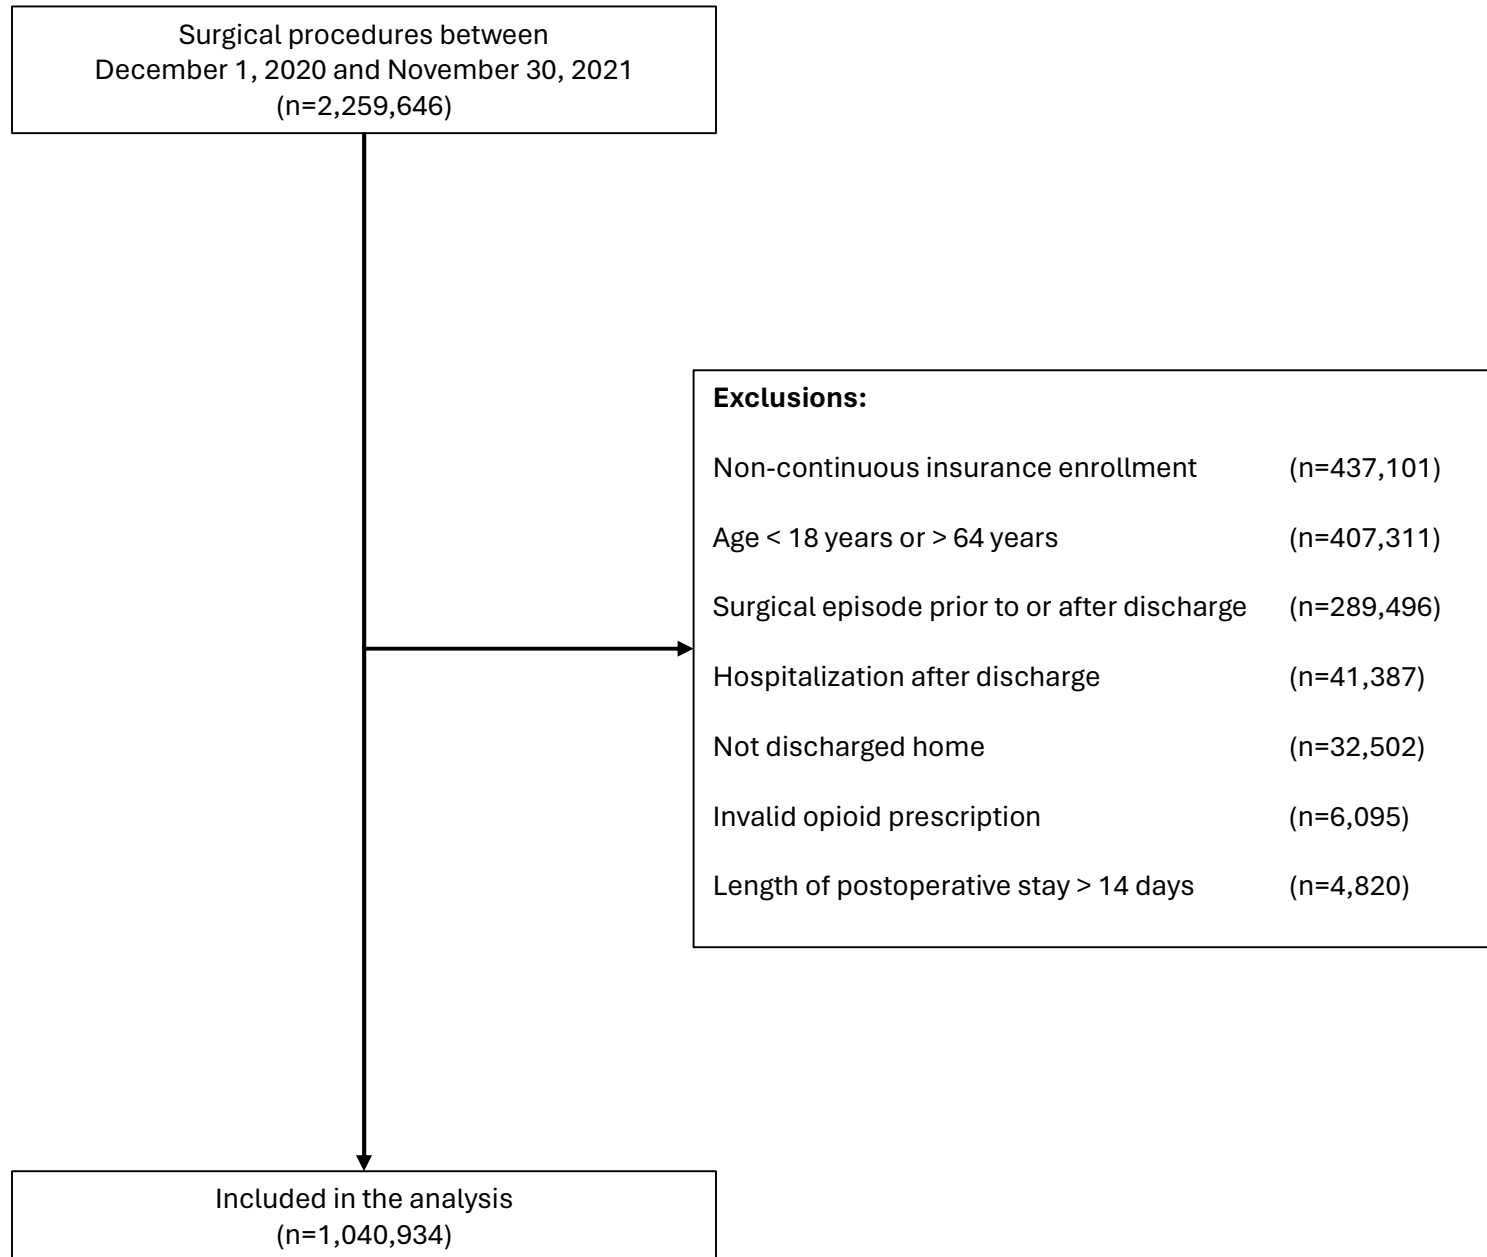 Surgical procedures between
December 1, 2020 and November 30, 2021
(n=2,259,646)
Exclusions:
Non-continuous insurance enrollment (n=437,101)
Age < 18 years or > 64 years (n=407,311)
Surgical episode prior to or after discharge (n=289,496)
Hospitalization after discharge (n=41,387)
Not discharged home (n=32,502)
Invalid opioid prescription (n=6,095)
Length of postoperative stay > 14 days (n=4,820)
Included in the analysis
(n=1,040,934)